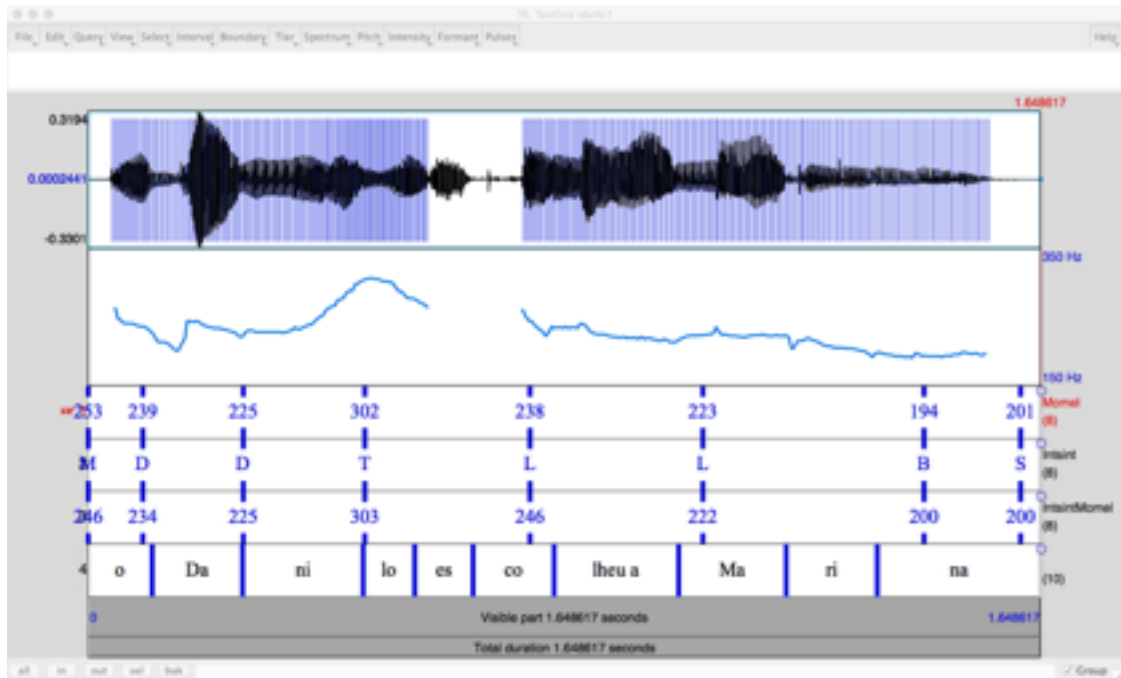 File Edit Query View Select Interval Boundary Tier Spectrum Pitch Intensity Formant Pulses Help
1.648617
0.3194
0.0002441
-0.3301
350 Hz
150 Hz
253 239 225 302 238 223 194 201 Momel (8)
M D D T L L B S Intsint (8)
246 234 225 303 246 222 200 200 IntsintMomel (8)
4 o Da ni lo es co lheu a Ma ri na (10)
0 Visible part 1.648617 seconds 1.648617
Total duration 1.648617 seconds
all in out sel bak Group